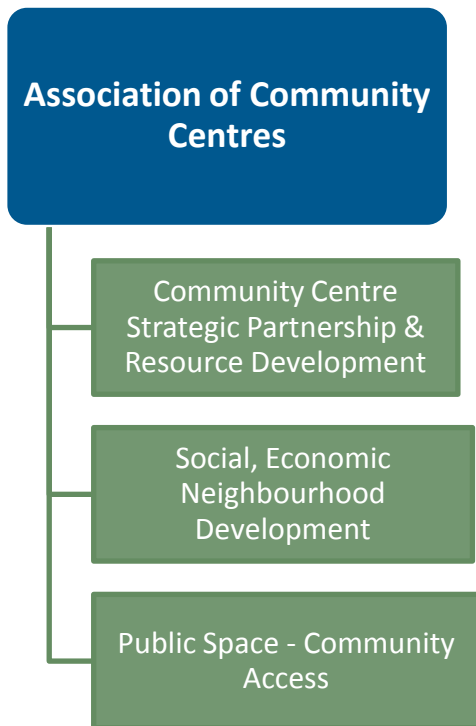 Association of Community
Centres
Community Centre
Strategic Partnership &
Resource Development
Social, Economic
Neighbourhood
Development
Public Space - Community
Access